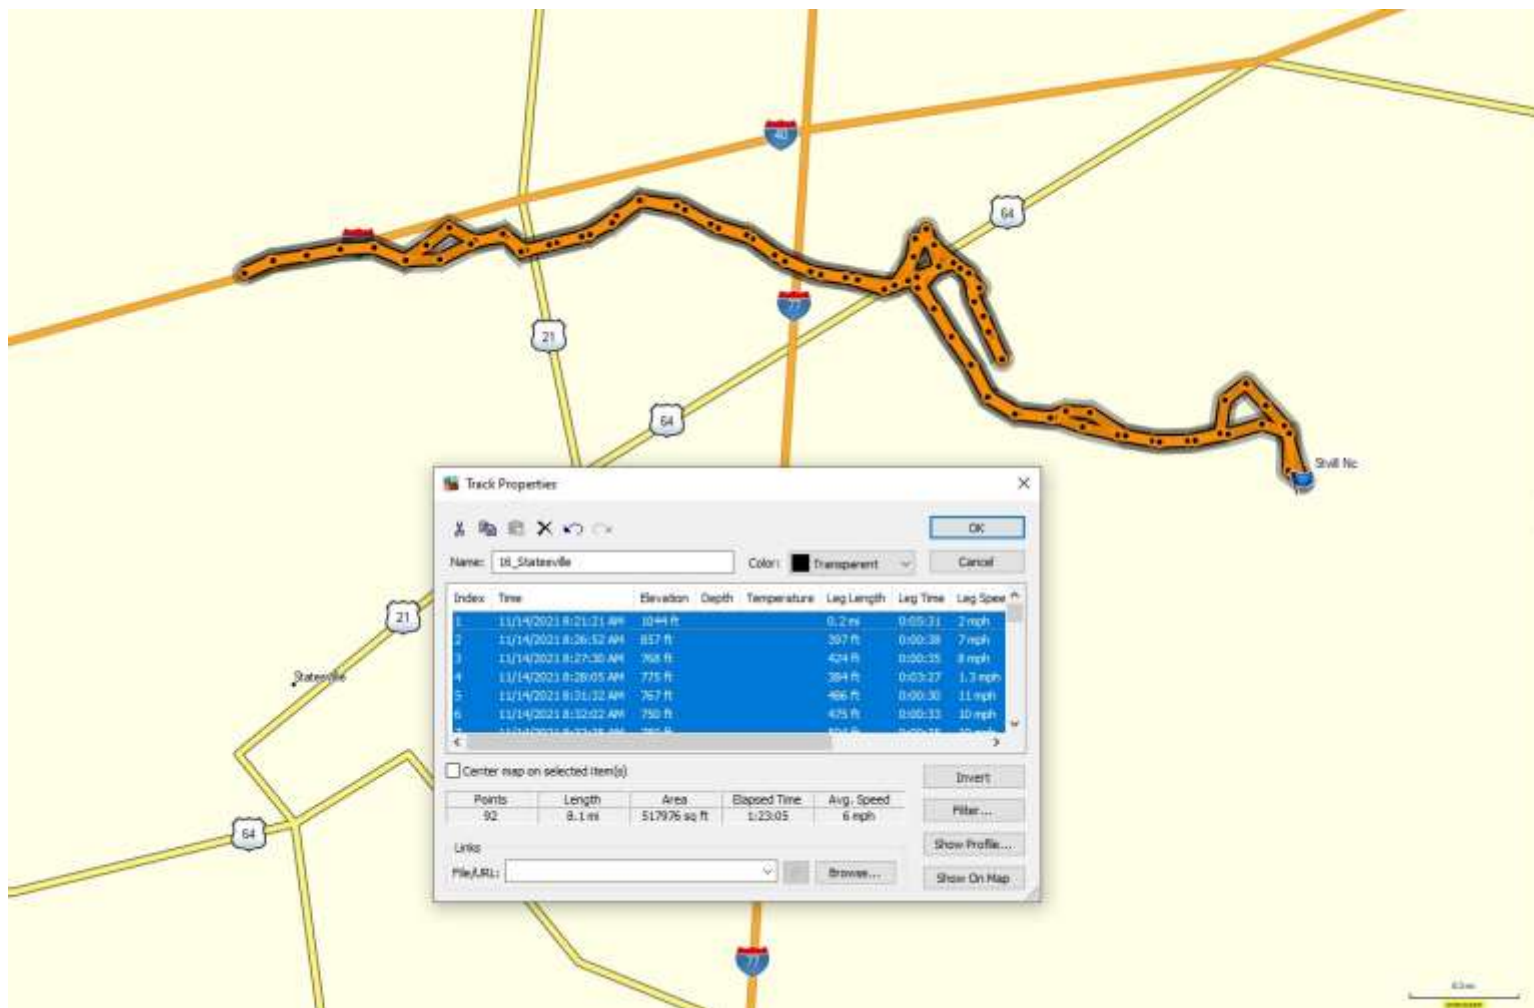 40
64
21
77
64
Stvill Nc
Track Properties
OK
Name: 16_Statesville Color: Transparent Cancel
Index Time Elevation Depth Temperature Leg Length Leg Time Leg Spee
1 11/14/2021 8:21:21 AM 1044 ft 0.2 mi 0:05:31 2 mph
2 11/14/2021 8:26:52 AM 857 ft 397 ft 0:00:38 7 mph
3 11/14/2021 8:27:30 AM 768 ft 424 ft 0:00:35 8 mph
4 11/14/2021 8:28:05 AM 775 ft 384 ft 0:03:27 1.3 mph
5 11/14/2021 8:31:32 AM 767 ft 486 ft 0:00:30 11 mph
6 11/14/2021 8:32:02 AM 750 ft 475 ft 0:00:33 10 mph
21
Statesville
Center map on selected item(s)
Invert
Points Length Area Elapsed Time Avg. Speed
92 8.1 mi 517976 sq ft 1:23:05 6 mph
Filter...
Links
Show Profile...
File/URL: Browse... Show On Map
64
77